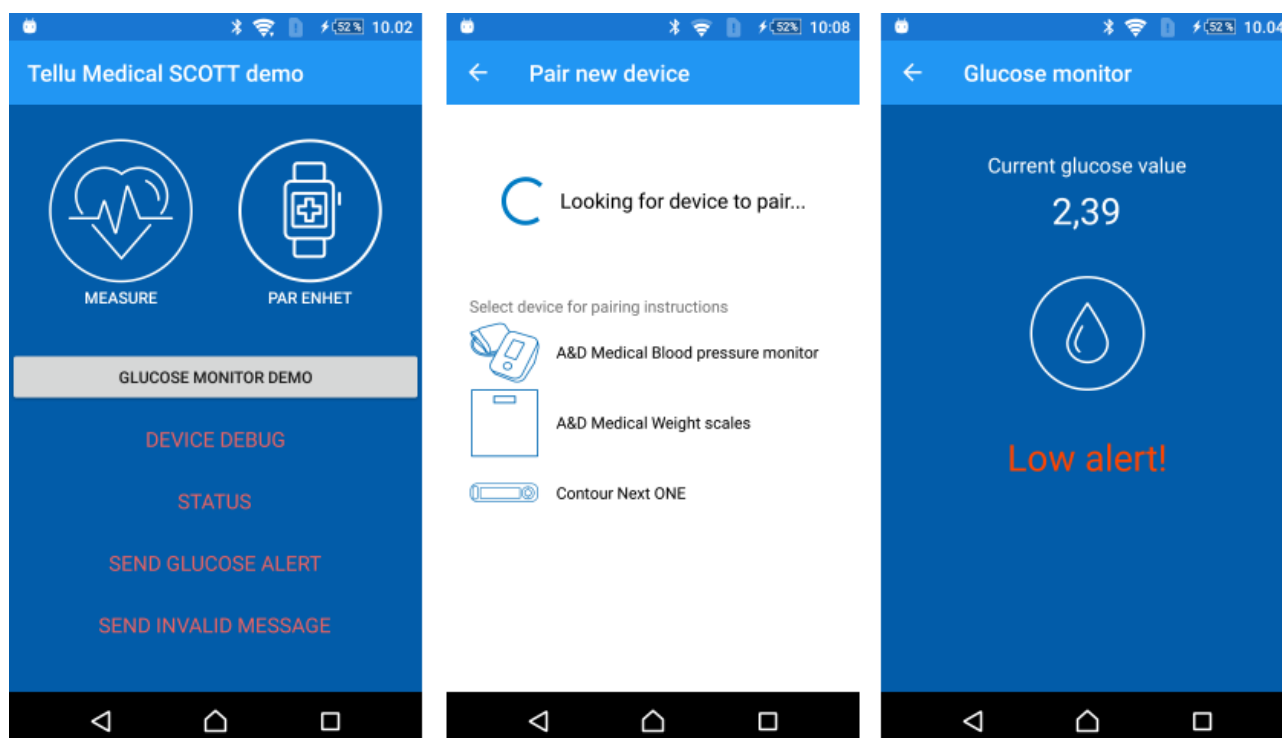 52% 10.02
Tellu Medical SCOTT demo
MEASURE
PAR ENHET
GLUCOSE MONITOR DEMO
DEVICE DEBUG
STATUS
SEND GLUCOSE ALERT
SEND INVALID MESSAGE
52% 10:08
Pair new device
Looking for device to pair...
Select device for pairing instructions
A&D Medical Blood pressure monitor
A&D Medical Weight scales
Contour Next ONE
52% 10.04
Glucose monitor
Current glucose value
2,39
Low alert!